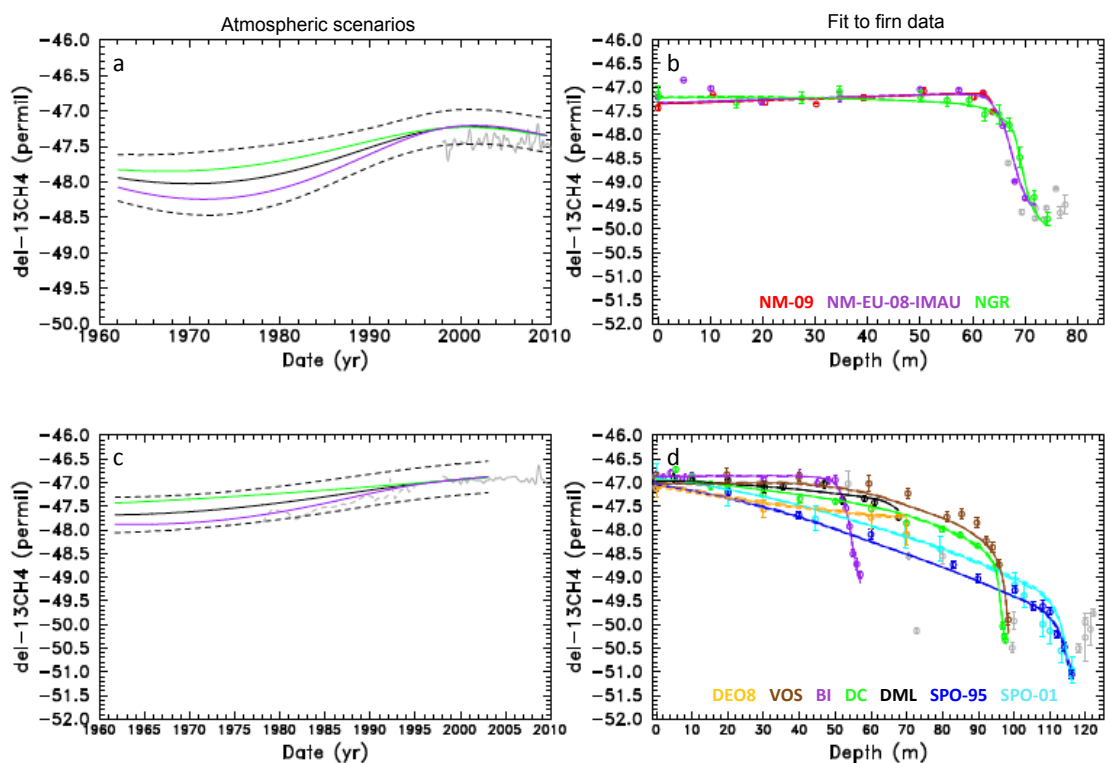 Atmospheric scenarios
Fit to firn data
a
−46.0
−46.5
−47.0
−47.5
−48.0
−48.5
−49.0
−49.5
−50.0
del−13CH4 (permil)
1960 1970 1980 1990 2000 2010
Date (yr)
b
−46.0
−46.5
−47.0
−47.5
−48.0
−48.5
−49.0
−49.5
−50.0
−50.5
−51.0
−51.5
−52.0
del−13CH4 (permil)
NM-09 NM-EU-08-IMAU NGR
0 10 20 30 40 50 60 70 80
Depth (m)
c
−46.0
−46.5
−47.0
−47.5
−48.0
−48.5
−49.0
−49.5
−50.0
−50.5
−51.0
−51.5
−52.0
del−13CH4 (permil)
1960 1965 1970 1975 1980 1985 1990 1995 2000 2005 2010
Date (yr)
d
−46.0
−46.5
−47.0
−47.5
−48.0
−48.5
−49.0
−49.5
−50.0
−50.5
−51.0
−51.5
−52.0
del−13CH4 (permil)
DEO8 VOS BI DC DML SPO-95 SPO-01
0 10 20 30 40 50 60 70 80 90 100 110 120
Depth (m)